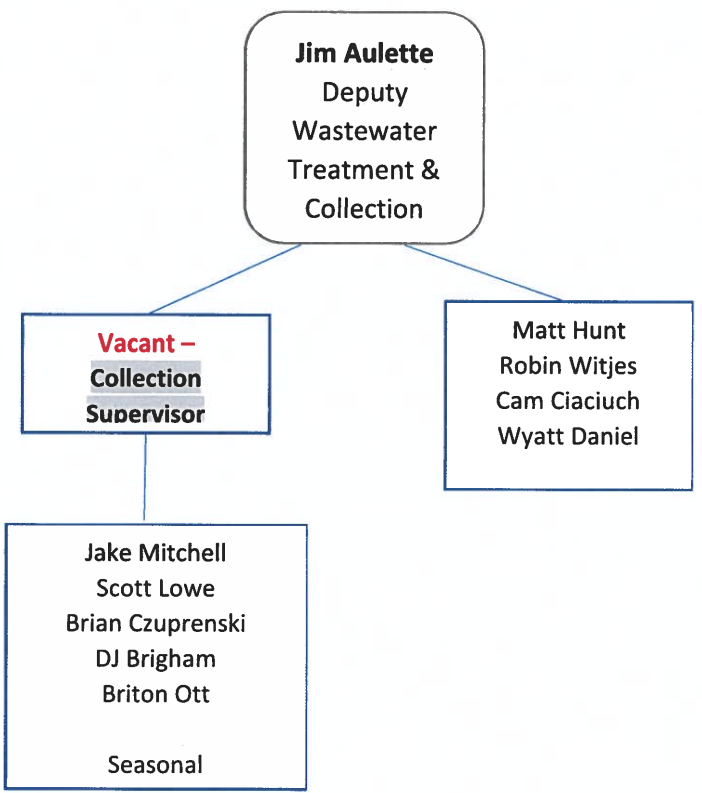 Jim Aulette
Deputy
Wastewater
Treatment &
Collection
Vacant –
Collection
Supervisor
Matt Hunt
Robin Witjes
Cam Ciaciuch
Wyatt Daniel
Jake Mitchell
Scott Lowe
Brian Czuprenski
DJ Brigham
Briton Ott
Seasonal